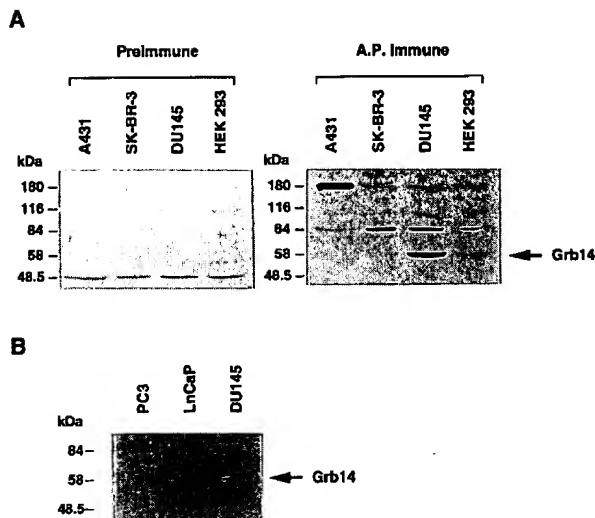 A
Preimmune
A.P. Immune
A431
SK-BR-3
DU145
HEK 293
A431
SK-BR-3
DU145
HEK 293
kDa
180
116
84
58
48.5
kDa
180
116
84
58
48.5
Grb14
B
PC3
LnCaP
DU145
kDa
84
58
48.5
Grb14